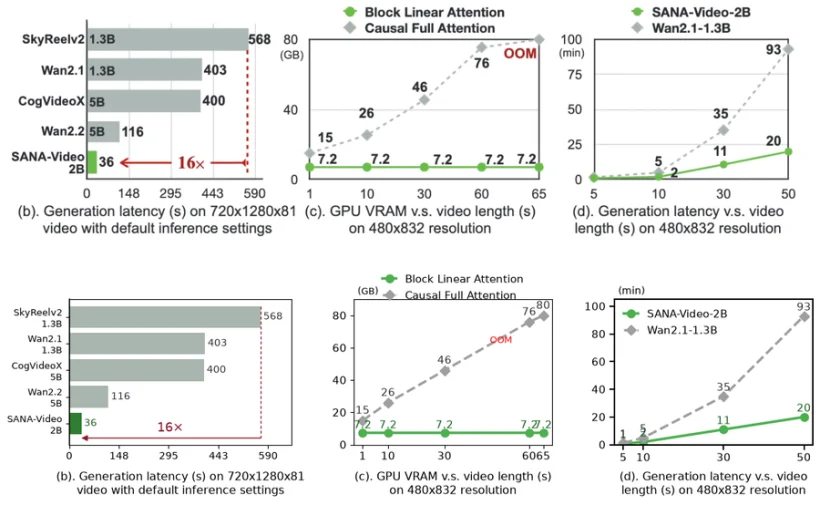 SkyReelv2 1.3B 568
Wan2.1 1.3B 403
CogVideoX 5B 400
Wan2.2 5B 116
SANA-Video
2B
36 16×
0 148 295 443 590
(b). Generation latency (s) on 720x1280x81
video with default inference settings
Block Linear Attention
Causal Full Attention
80
(GB)
40
0
15 26 46 76 OOM
7.2 7.2 7.2 7.2 7.2
1 10 30 60 65
(c). GPU VRAM v.s. video length (s)
on 480x832 resolution
SANA-Video-2B
Wan2.1-1.3B
100
(min)
75
50
25
0
5 35 93
2 11 20
5 10 30 50
(d). Generation latency v.s. video
length (s) on 480x832 resolution
SkyReelv2
1.3B
568
Wan2.1
1.3B
403
CogVideoX
5B
400
Wan2.2
5B
116
SANA-Video
2B
36
16×
0 148 295 443 590
(b). Generation latency (s) on 720x1280x81
video with default inference settings
Block Linear Attention
Causal Full Attention
(GB)
80
60
40
20
0
15 26 46 76 80
OOM
7.2 7.2 7.2 7.2 7.2
1 10 30 60 65
(c). GPU VRAM v.s. video length (s)
on 480x832 resolution
(min)
SANA-Video-2B
Wan2.1-1.3B
100
80
60
40
20
0
1 5 35 93
2 11 20
5 10 30 50
(d). Generation latency v.s. video
length (s) on 480x832 resolution